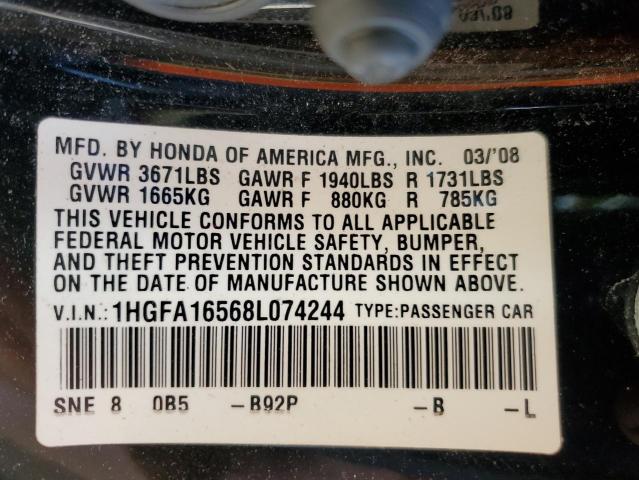 03/'08
MFD. BY HONDA OF AMERICA MFG., INC. 03/'08
GVWR 3671LBS GAWR F 1940LBS R 1731LBS
GVWR 1665KG GAWR F 880KG R 785KG
THIS VEHICLE CONFORMS TO ALL APPLICABLE
FEDERAL MOTOR VEHICLE SAFETY, BUMPER,
AND THEFT PREVENTION STANDARDS IN EFFECT
ON THE DATE OF MANUFACTURE SHOWN ABOVE.
V.I.N.: 1HGFA16568L074244 TYPE:PASSENGER CAR
SNE 8 0B5 –B92P –B –L